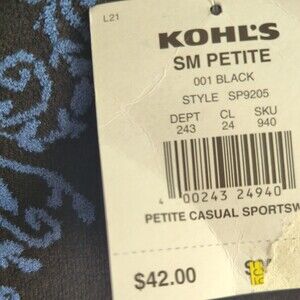 L21
KOHL'S
SM PETITE
001 BLACK
STYLE SP9205
DEPT CL SKU
243 24 940
4 00243 24940
PETITE CASUAL SPORTSW
$42.00